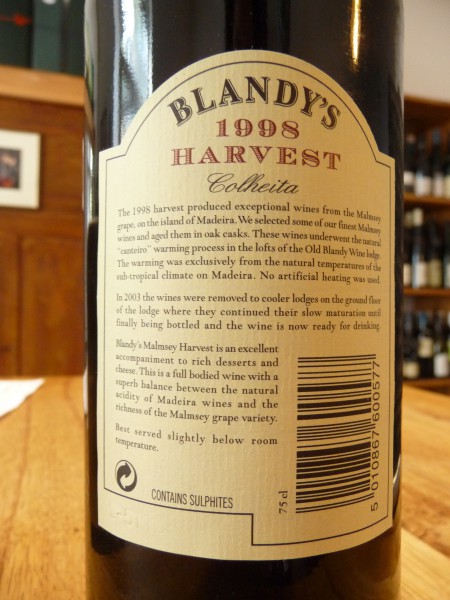 BLANDY'S
1998
HARVEST
Colheita
The 1998 harvest produced exceptional wines from the Malmsey
grape, on the island of Madeira. We selected some of our finest Malmsey
wines and aged them in oak casks. These wines underwent the natural
"canteiro" warming process in the lofts of the Old Blandy Wine lodge.
The warming was exclusively from the natural temperatures of the
sub-tropical climate on Madeira. No artificial heating was used.
In 2003 the wines were removed to cooler lodges on the ground floor
of the lodge where they continued their slow maturation until
finally being bottled and the wine is now ready for drinking.
Blandy's Malmsey Harvest is an excellent
accompaniment to rich desserts and
cheese. This is a full bodied wine with a
superb balance between the natural
acidity of Madeira wines and the
richness of the Malmsey grape variety.
Best served slightly below room
temperature.
CONTAINS SULPHITES
75 cl
5 010867 600577